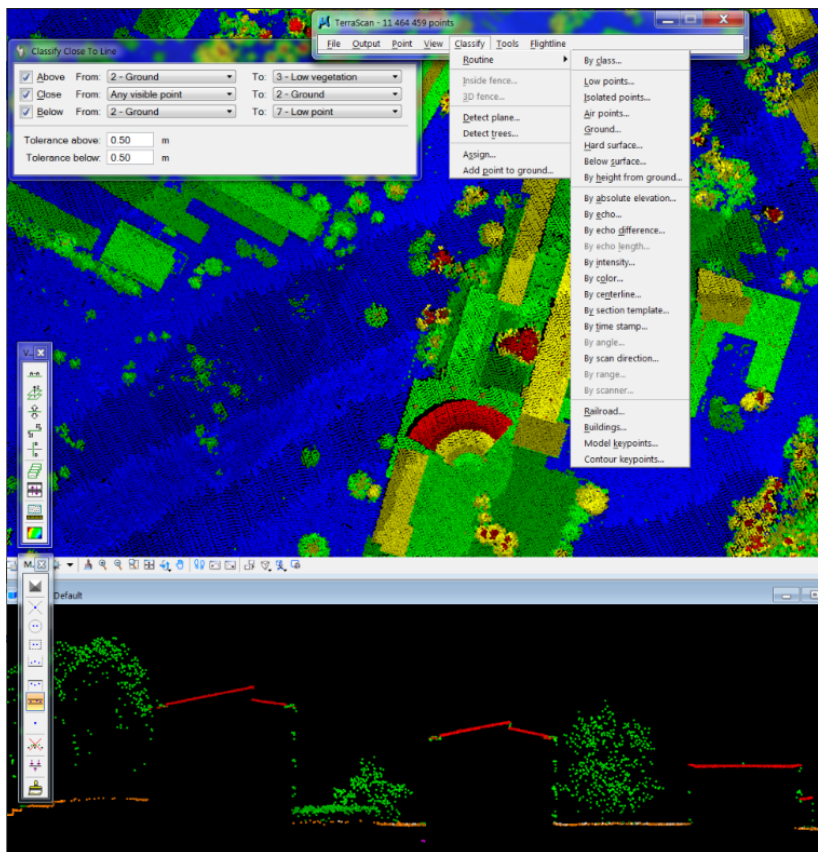 TerraScan - 11 464 459 points
File Output Point View Classify Tools Flightline
Classify Close To Line
Above From: 2 - Ground To: 3 - Low vegetation
Close From: Any visible point To: 2 - Ground
Below From: 2 - Ground To: 7 - Low point
Tolerance above: 0.50 m
Tolerance below: 0.50 m
Routine
Inside fence...
3D fence...
Detect plane...
Detect trees...
Assign...
Add point to ground...
By class...
Low points...
Isolated points...
Air points...
Ground...
Hard surface...
Below surface...
By height from ground...
By absolute elevation...
By echo...
By echo difference...
By echo length...
By intensity...
By color...
By centerline...
By section template...
By time stamp...
By angle...
By scan direction...
By range...
By scanner...
Railroad...
Buildings...
Model keypoints...
Contour keypoints...
V...
M.
Default